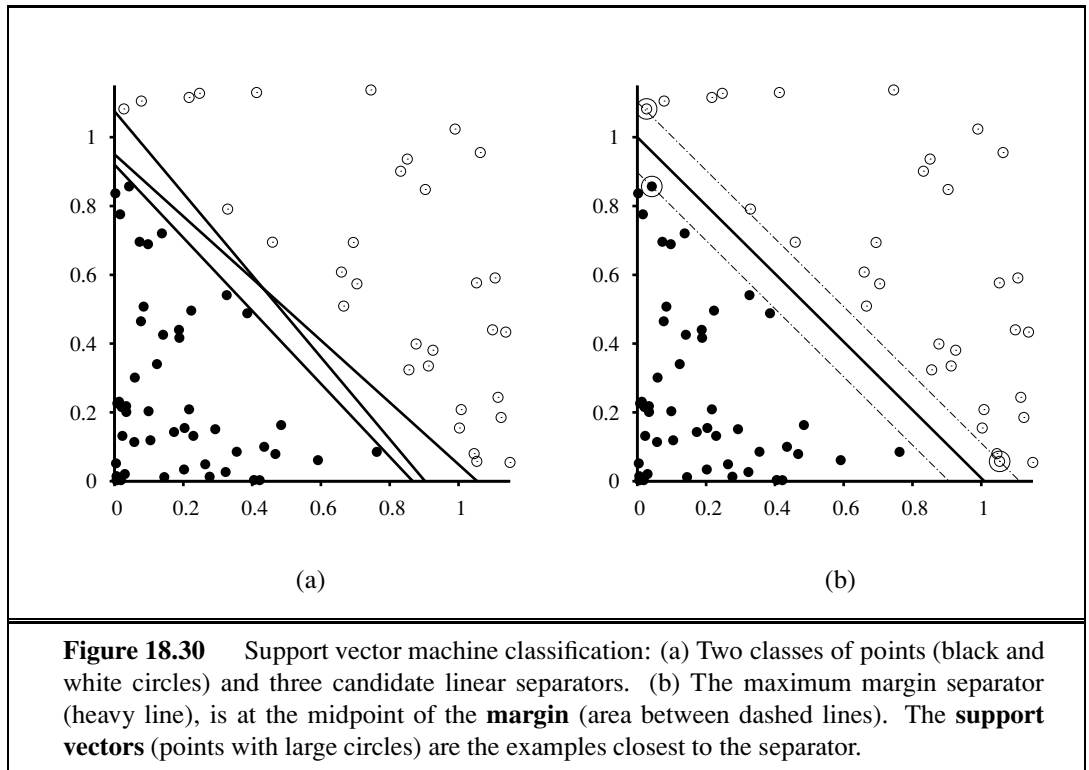 1
0.8
0.6
0.4
0.2
0
0 0.2 0.4 0.6 0.8 1
(a)
1
0.8
0.6
0.4
0.2
0
0 0.2 0.4 0.6 0.8 1
(b)
Figure 18.30 Support vector machine classification: (a) Two classes of points (black and
white circles) and three candidate linear separators. (b) The maximum margin separator
(heavy line), is at the midpoint of the margin (area between dashed lines). The support
vectors (points with large circles) are the examples closest to the separator.